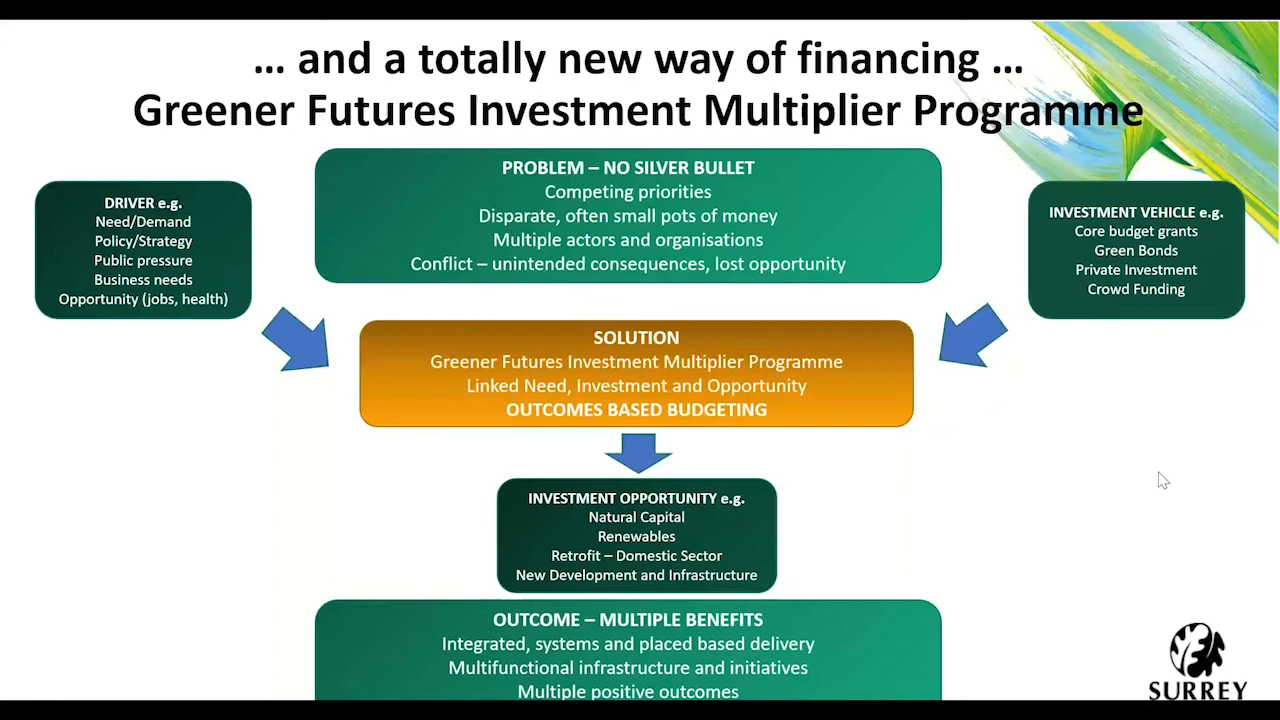 … and a totally new way of financing …
Greener Futures Investment Multiplier Programme
PROBLEM – NO SILVER BULLET
Competing priorities
Disparate, often small pots of money
Multiple actors and organisations
Conflict – unintended consequences, lost opportunity
DRIVER e.g.
Need/Demand
Policy/Strategy
Public pressure
Business needs
Opportunity (jobs, health)
INVESTMENT VEHICLE e.g.
Core budget grants
Green Bonds
Private Investment
Crowd Funding
SOLUTION
Greener Futures Investment Multiplier Programme
Linked Need, Investment and Opportunity
OUTCOMES BASED BUDGETING
INVESTMENT OPPORTUNITY e.g.
Natural Capital
Renewables
Retrofit – Domestic Sector
New Development and Infrastructure
OUTCOME – MULTIPLE BENEFITS
Integrated, systems and placed based delivery
Multifunctional infrastructure and initiatives
Multiple positive outcomes
SURREY